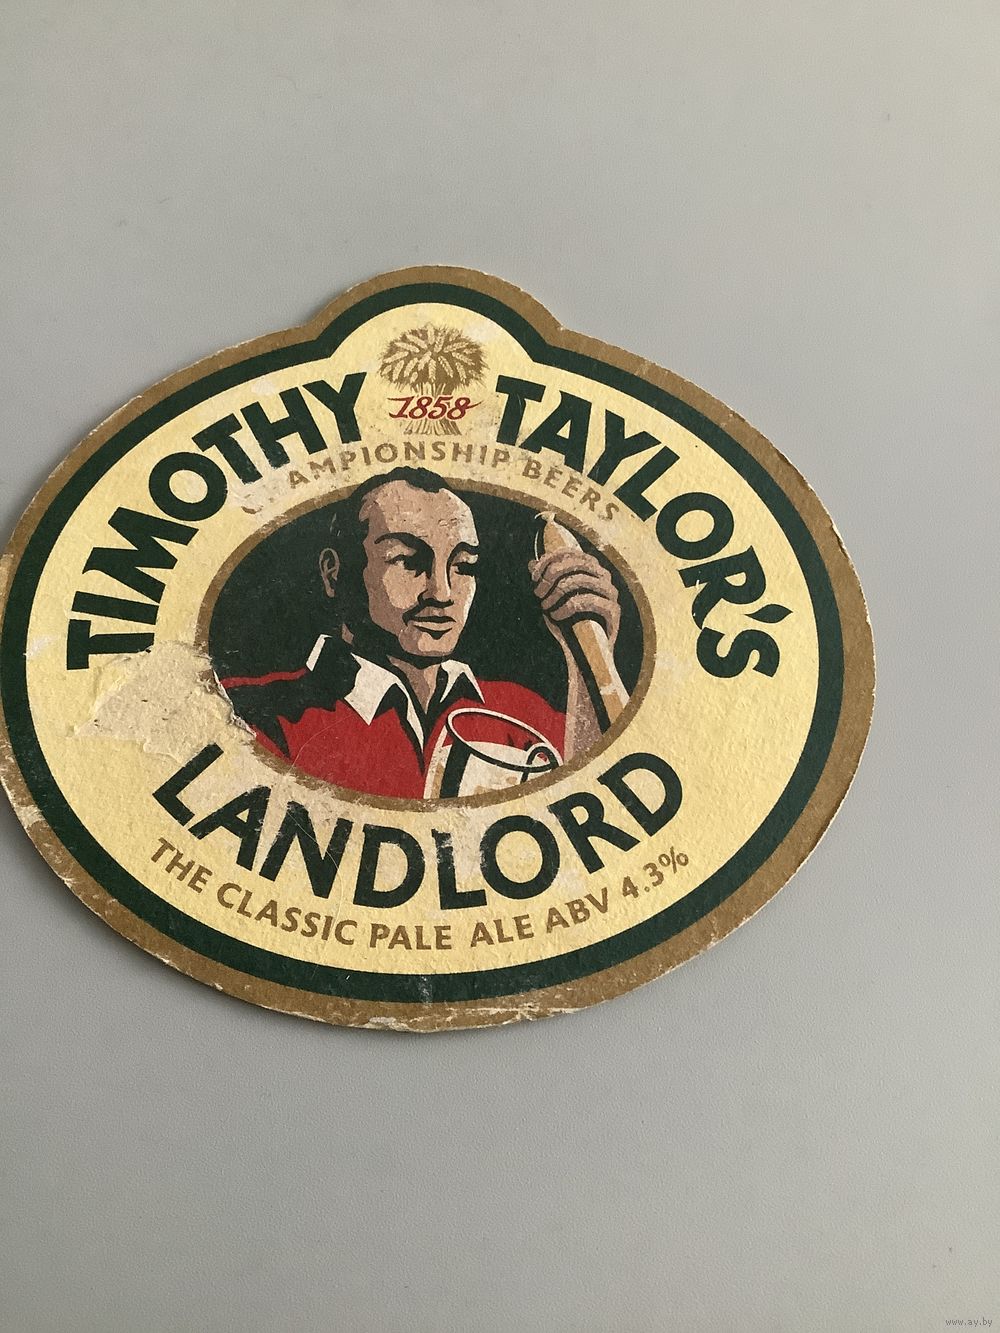 TIMOTHY TAYLOR'S
1858
AMPIONSHIP BEERS
LANDLORD
THE CLASSIC PALE ALE ABV 4.3%
www.ay.by